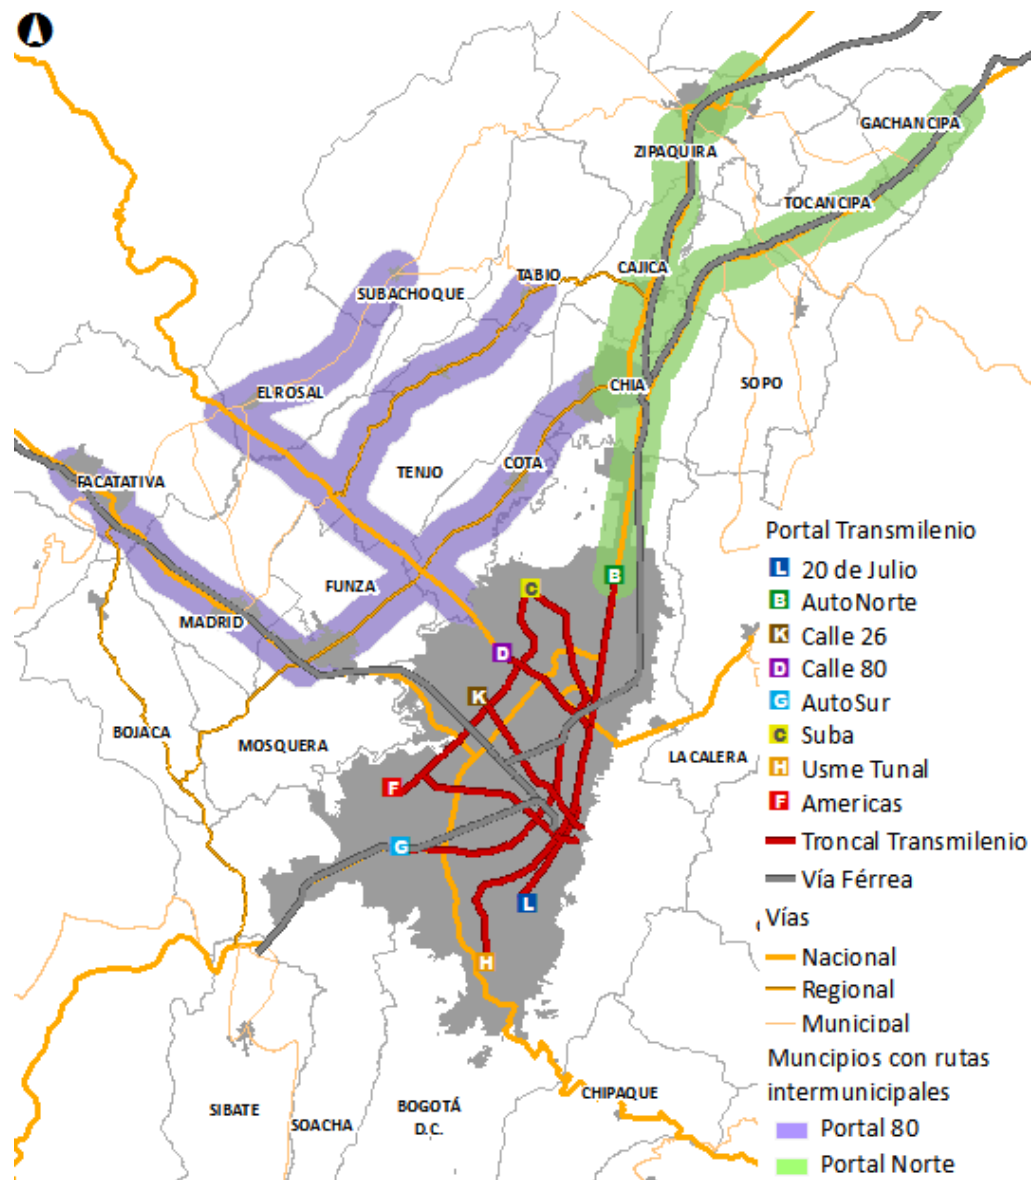 GACHANCIPA
ZIPAQUIRA
TOCANCIPA
CAJICA
TABIO
SUBACHOQUE
CHIA
SOPO
EL ROSAL
COTA
TENJO
FACATATIVA
FUNZA
MADRID
BOJACA
MOSQUERA
LA CALERA
CHIPAQUE
SIBATE
SOACHA
BOGOTÁ
D.C.
B
C
D
K
F
G
L
H
Portal Transmilenio
L 20 de Julio
B AutoNorte
K Calle 26
D Calle 80
G AutoSur
C Suba
H Usme Tunal
F Americas
Troncal Transmilenio
Vía Férrea
Vías
Nacional
Regional
Municipal
Muncipios con rutas
intermunicipales
Portal 80
Portal Norte